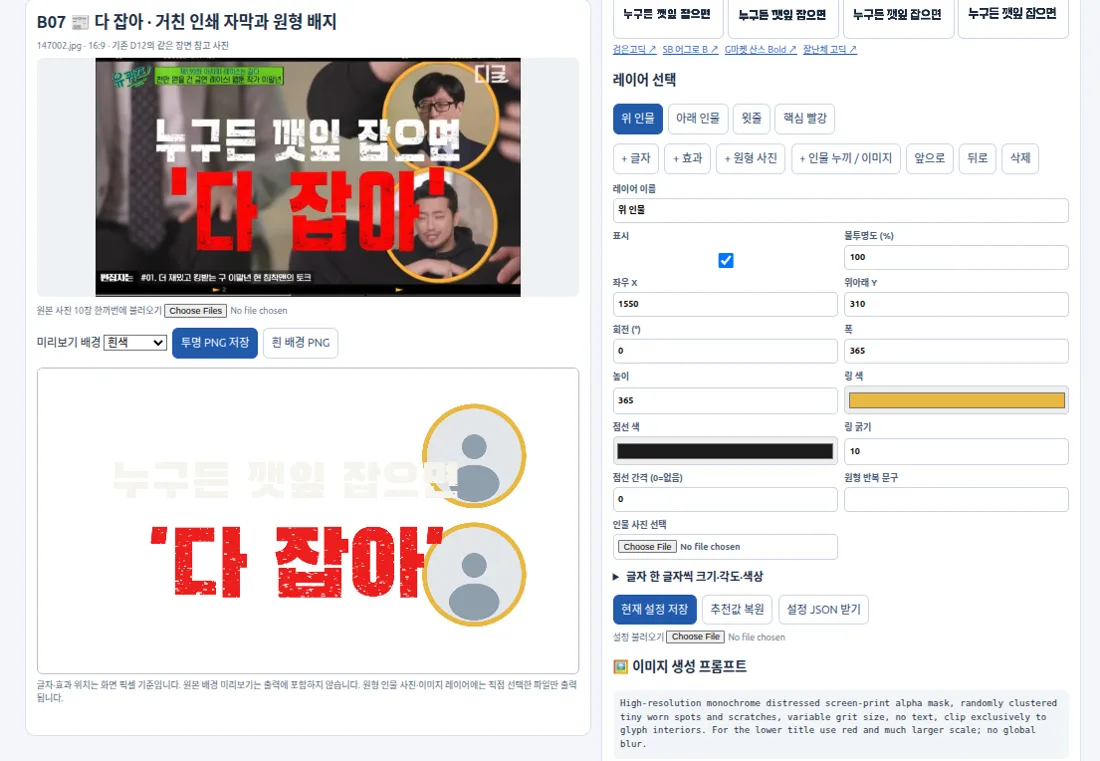 B07 📰 다 잡아 · 거친 인쇄 자막과 원형 배지
147002.jpg · 16:9 · 기존 D12의 같은 장면 참고 사진
디글
누구든 깻잎 잡으면
'다 잡아'
편집자는 #01. 더 재밌고 킹받는 구 이말년 현 침착맨의 토크
원본 사진 10장 한꺼번에 불러오기 Choose Files No file chosen
미리보기 배경 흰색 투명 PNG 저장 흰 배경 PNG
누구든 깻잎 잡으면
'다 잡아'
글자·효과 위치는 화면 픽셀 기준입니다. 원본 배경 미리보기는 출력에 포함하지 않습니다. 원형 인물 사진·이미지 레이어에는 직접 선택한 파일만 출력
됩니다.
누구든 깻잎 잡으면 누구든 깻잎 잡으면 누구든 깻잎 잡으면 누구든 깻잎 잡으면
검은고딕 ↗ SB 어그로 B ↗ G마켓 산스 Bold ↗ 잘난체 고딕 ↗
레이어 선택
위 인물 아래 인물 윗줄 핵심 빨강
+ 글자 + 효과 + 원형 사진 + 인물 누끼 / 이미지 앞으로 뒤로 삭제
레이어 이름
위 인물
표시 불투명도 (%)
100
좌우 X 위아래 Y
1550 310
회전 (°) 폭
0 365
높이 링 색
365
점선 색 링 굵기
10
점선 간격 (0=없음) 원형 반복 문구
0
인물 사진 선택
Choose File No file chosen
▶ 글자 한 글자씩 크기·각도·색상
현재 설정 저장 추천값 복원 설정 JSON 받기
설정 불러오기 Choose File No file chosen
🖼️ 이미지 생성 프롬프트
High-resolution monochrome distressed screen-print alpha mask, randomly clustered
tiny worn spots and scratches, variable grit size, no text, clip exclusively to
glyph interiors. For the lower title use red and much larger scale; no global
blur.